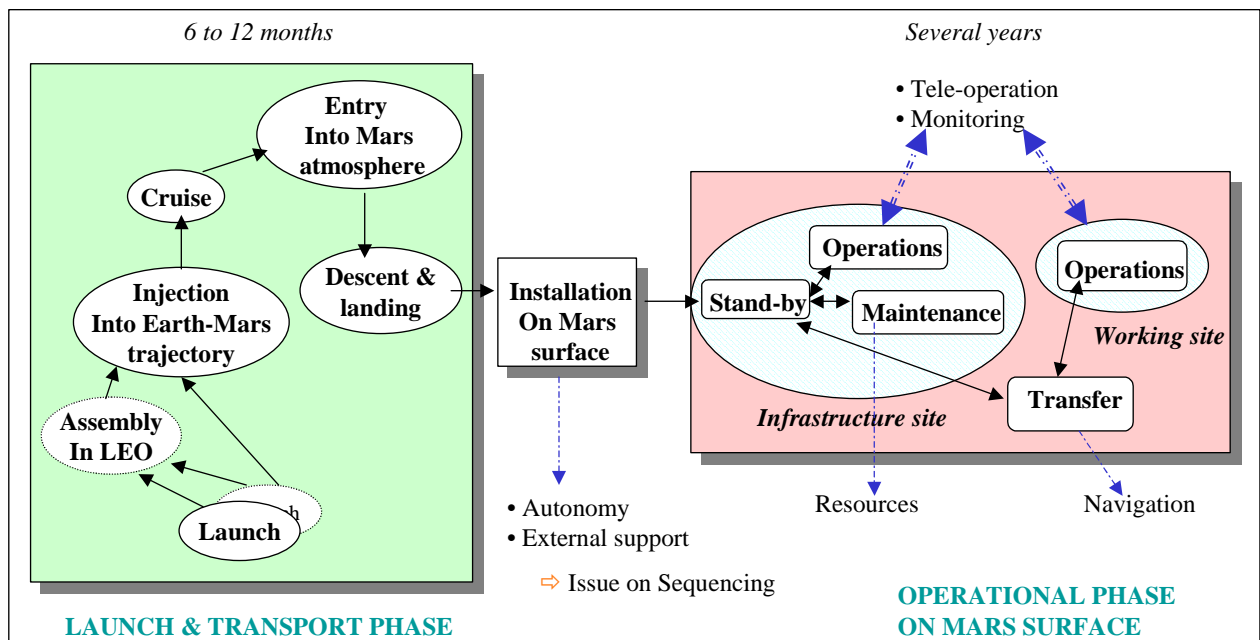 6 to 12 months
Several years
• Tele-operation
• Monitoring
Entry
Into Mars
atmosphere
Cruise
Descent &
landing
Injection
Into Earth-Mars
trajectory
Assembly
In LEO
Launch
Installation
On Mars
surface
Operations
Stand-by
Maintenance
Infrastructure site
Operations
Working site
Transfer
• Autonomy
• External support
⇨ Issue on Sequencing
Resources
Navigation
LAUNCH & TRANSPORT PHASE
OPERATIONAL PHASE
ON MARS SURFACE